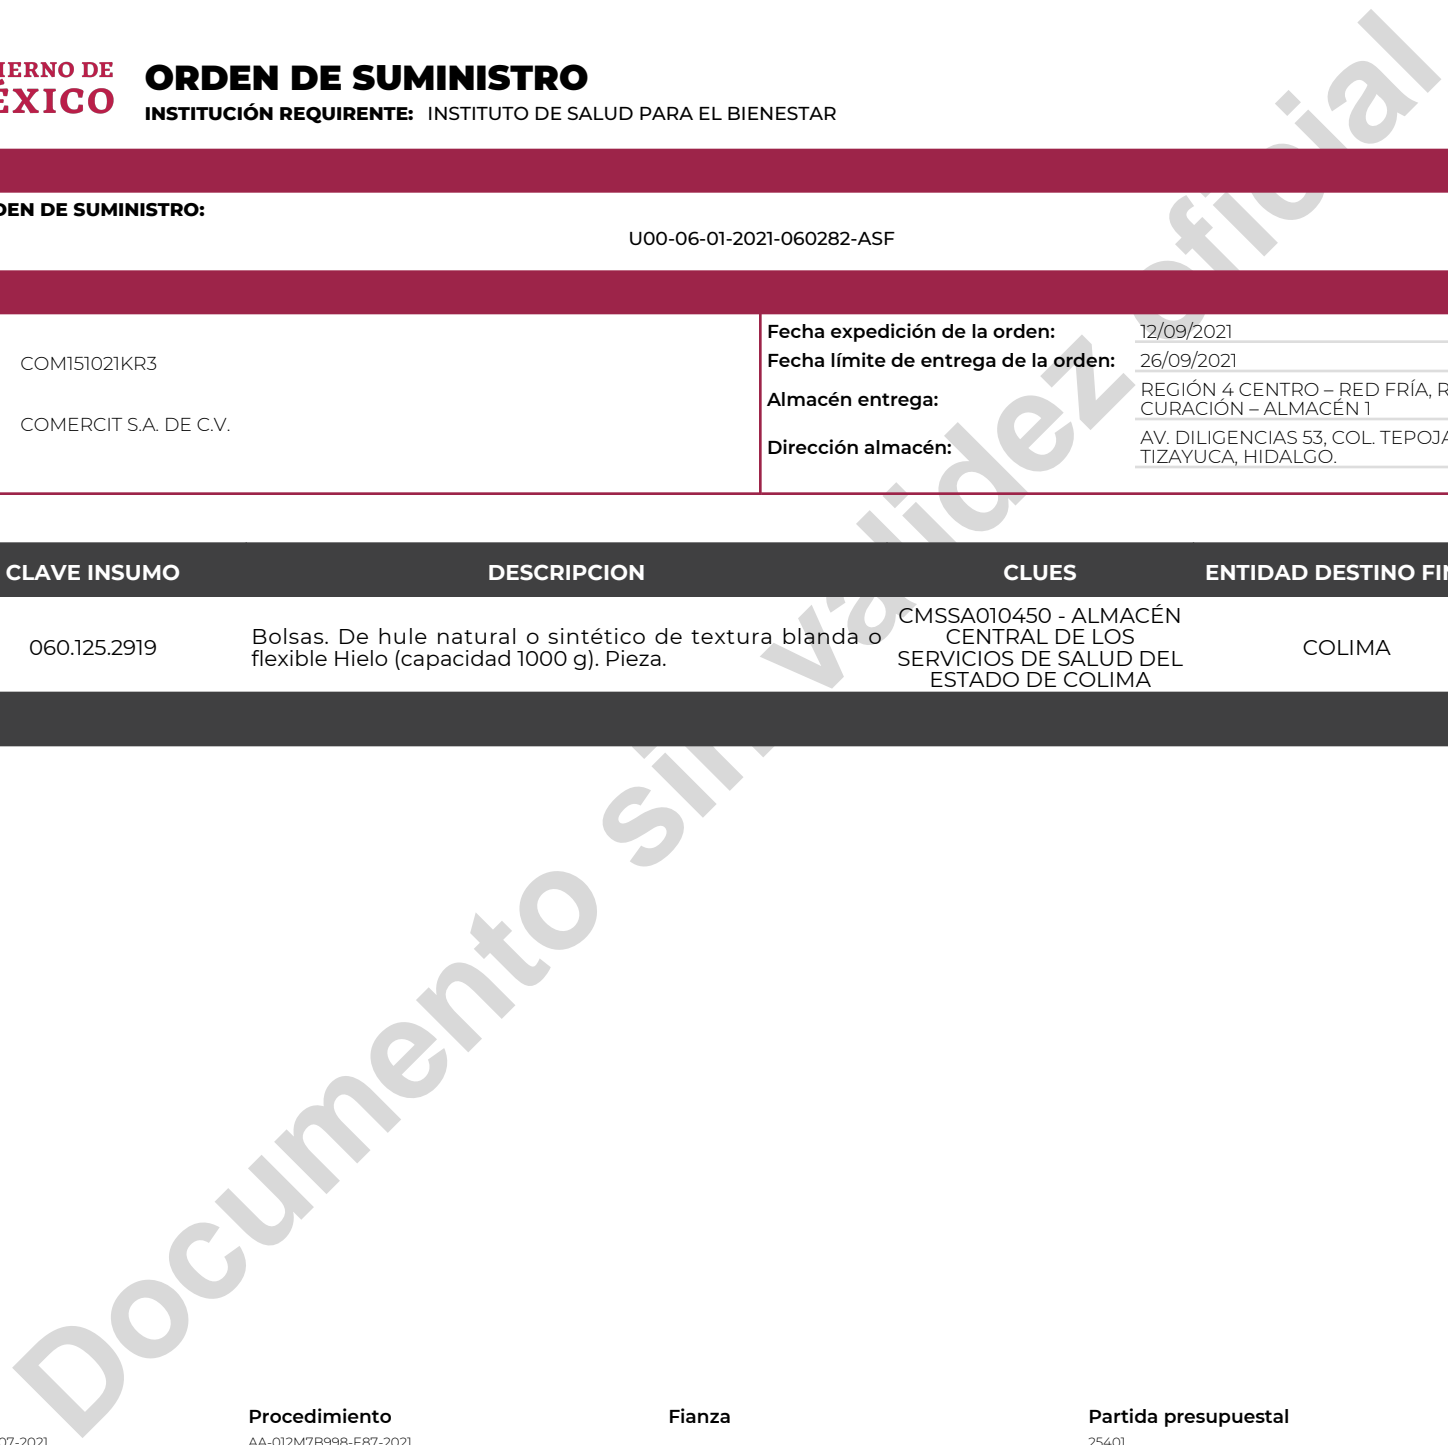 ORDEN DE SUMINISTRO
INSTITUCIÓN REQUIRENTE: INSTITUTO DE SALUD PARA EL BIENESTAR
DE SUMINISTRO:
U00-06-01-2021-060282-ASF
COM151021KR3
COMERCIT S.A. DE C.V.
Fecha expedición de la orden: 12/09/2021
Fecha límite de entrega de la orden: 26/09/2021
Almacén entrega: REGIÓN 4 CENTRO – RED FRÍA,
CURACIÓN – ALMACÉN 1
Dirección almacén: AV. DILIGENCIAS 53, COL.
TIZAYUCA, HIDALGO.
CLAVE INSUMO DESCRIPCION CLUES ENTIDAD DESTINO
060.125.2919
Bolsas. De hule natural o sintético de textura blanda o
flexible Hielo (capacidad 1000 g). Pieza.
CMSSA010450 - ALMACÉN
CENTRAL DE LOS
SERVICIOS DE SALUD DEL
ESTADO DE COLIMA
COLIMA
Documento sin validez oficial
Procedimiento Fianza Partida presupuestal
AA-012M7B998-E87-2021 25401
DE